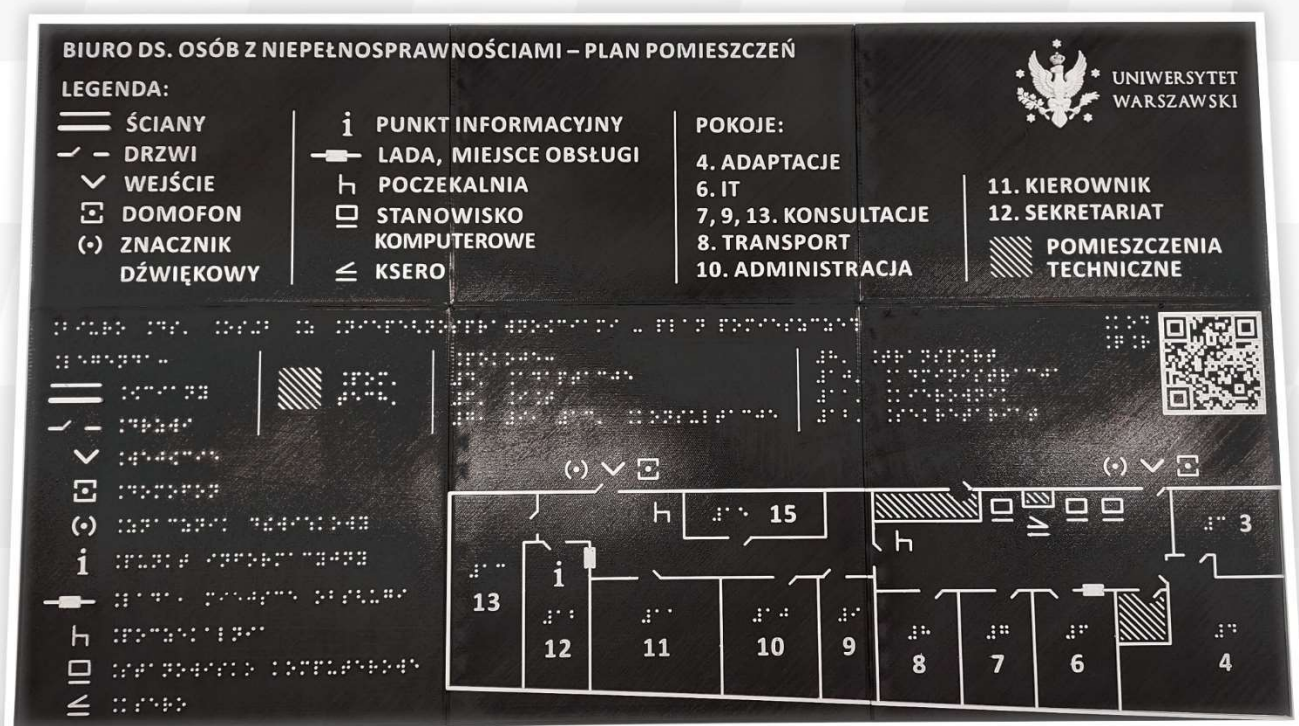 BIURO DS. OSÓB Z NIEPEŁNOSPRAWNOŚCIAMI – PLAN POMIESZCZEŃ
UNIWERSYTET
WARSZAWSKI
LEGENDA:
ŚCIANY
DRZWI
WEJŚCIE
DOMOFON
ZNACZNIK
DŹWIĘKOWY
i PUNKT INFORMACYJNY
LADA, MIEJSCE OBSŁUGI
POCZEKALNIA
STANOWISKO
KOMPUTEROWE
KSERO
POKOJE:
4. ADAPTACJE
6. IT
7, 9, 13. KONSULTACJE
8. TRANSPORT
10. ADMINISTRACJA
11. KIEROWNIK
12. SEKRETARIAT
POMIESZCZENIA
TECHNICZNE
i
15
3
i
13
12
11
10
9
8
7
6
4